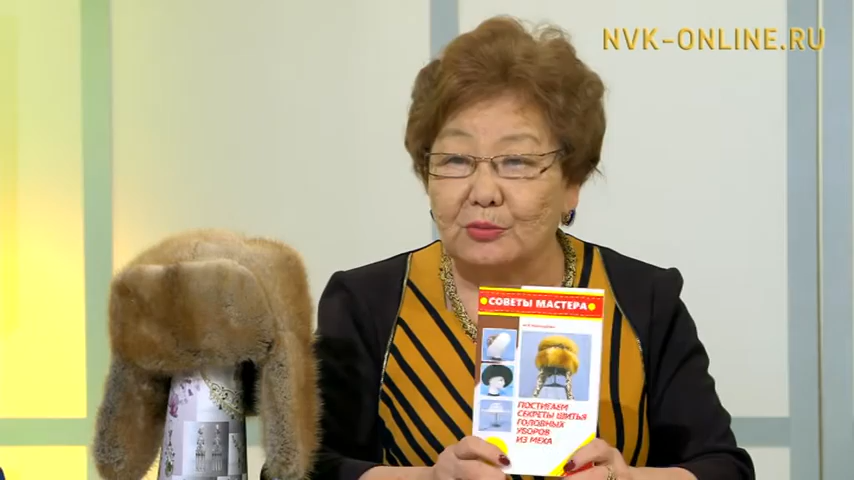 NVK-ONLINE.RU
СОВЕТЫ МАСТЕРА
ПОСТИГАЕМ
СЕКРЕТЫ ШИТЬЯ
ГОЛОВНЫХ
УБОРОВ
ИЗ МЕХА